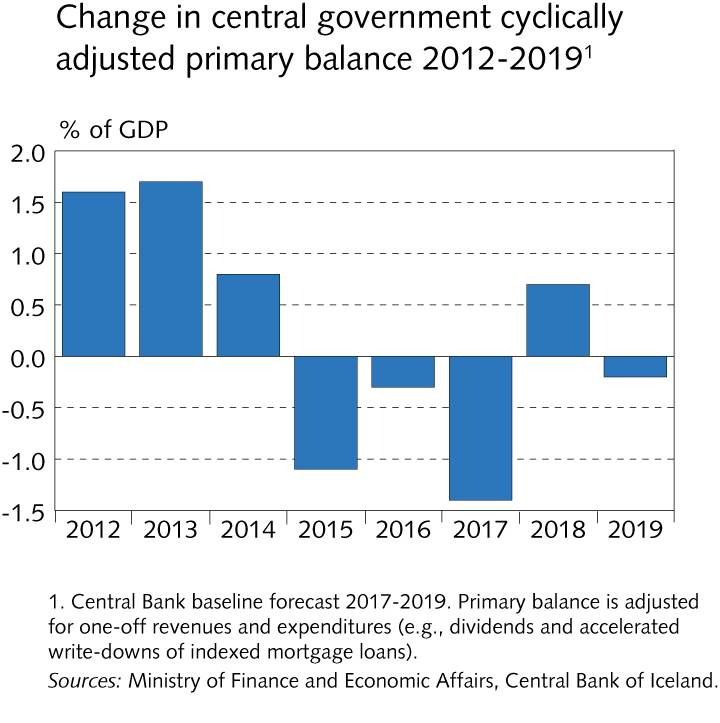 Change in central government cyclically
adjusted primary balance 2012-2019¹
% of GDP
2.0
1.5
1.0
0.5
0.0
-0.5
-1.0
-1.5
2012 2013 2014 2015 2016 2017 2018 2019
1. Central Bank baseline forecast 2017-2019. Primary balance is adjusted
for one-off revenues and expenditures (e.g., dividends and accelerated
write-downs of indexed mortgage loans).
Sources: Ministry of Finance and Economic Affairs, Central Bank of Iceland.